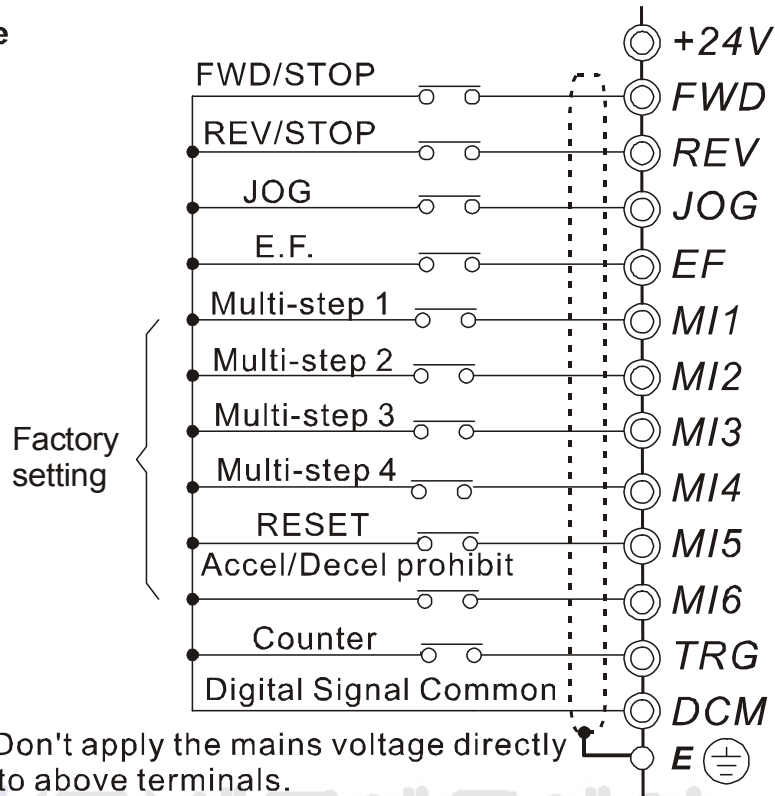 e
+24V
FWD/STOP
FWD
REV/STOP
REV
JOG
JOG
E.F.
EF
Multi-step 1
MI1
Multi-step 2
MI2
Multi-step 3
MI3
Factory
setting
Multi-step 4
MI4
RESET
MI5
Accel/Decel prohibit
MI6
Counter
TRG
Digital Signal Common
DCM
Don't apply the mains voltage directly
to above terminals.
E